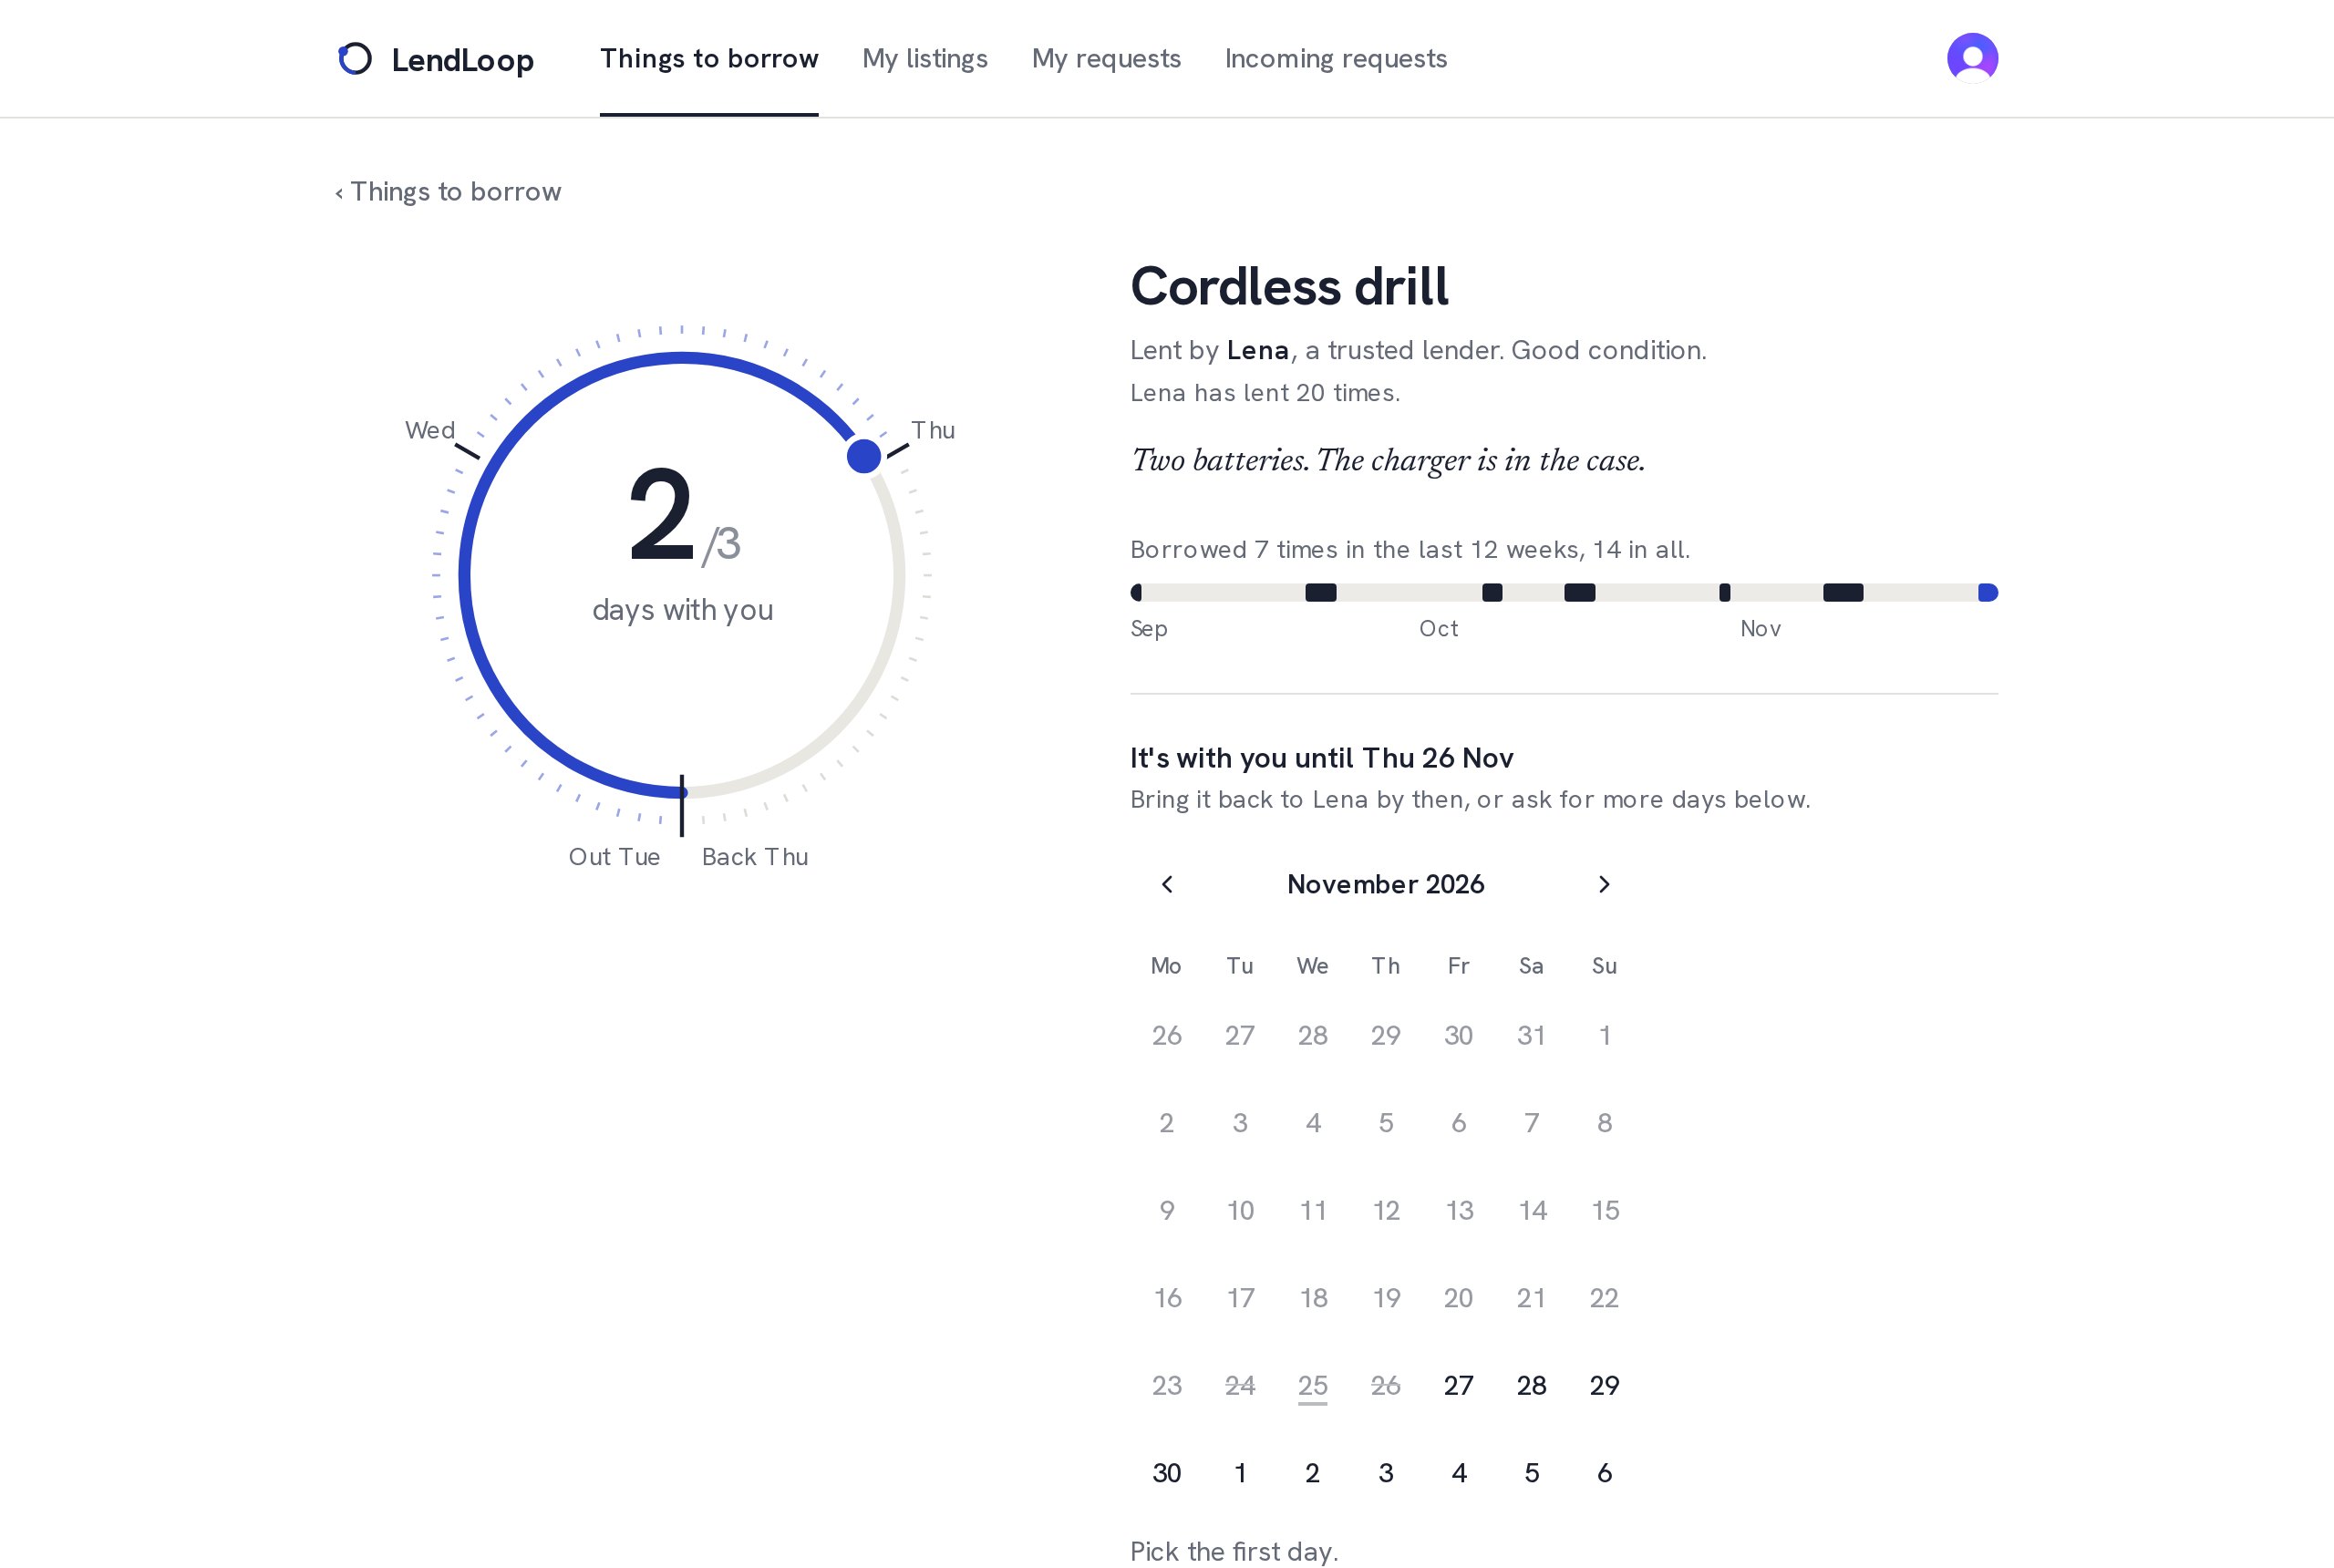 LendLoop
Things to borrow
My listings
My requests
Incoming requests
‹ Things to borrow
Wed
Thu
2/3
days with you
Out Tue
Back Thu
Cordless drill
Lent by Lena, a trusted lender. Good condition.
Lena has lent 20 times.
Two batteries. The charger is in the case.
Borrowed 7 times in the last 12 weeks, 14 in all.
Sep Oct Nov
It's with you until Thu 26 Nov
Bring it back to Lena by then, or ask for more days below.
November 2026
Mo Tu We Th Fr Sa Su
26 27 28 29 30 31 1
2 3 4 5 6 7 8
9 10 11 12 13 14 15
16 17 18 19 20 21 22
23 24 25 26 27 28 29
30 1 2 3 4 5 6
Pick the first day.